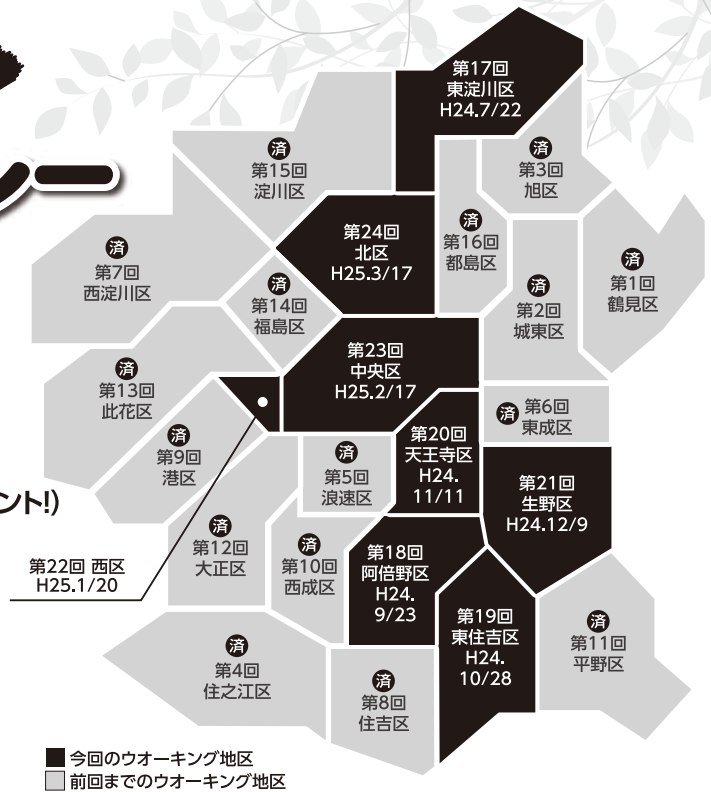 第17回
東淀川区
H24.7/22
済
第15回
淀川区
済
第3回
旭区
第24回
北区
H25.3/17
済
第16回
都島区
済
第7回
西淀川区
済
第1回
鶴見区
済
第14回
福島区
済
第2回
城東区
第23回
中央区
H25.2/17
済
第13回
此花区
済 第6回
東成区
済
第9回
港区
第20回
天王寺区
H24.
11/11
済
第5回
浪速区
第21回
生野区
H24.12/9
ント!)
済
第12回
大正区
済
第10回
西成区
第18回
阿倍野区
H24.
9/23
第22回 西区
H25.1/20
第19回
東住吉区
H24.
10/28
済
第11回
平野区
済
第4回
住之江区
済
第8回
住吉区
今回のウオーキング地区
前回までのウオーキング地区